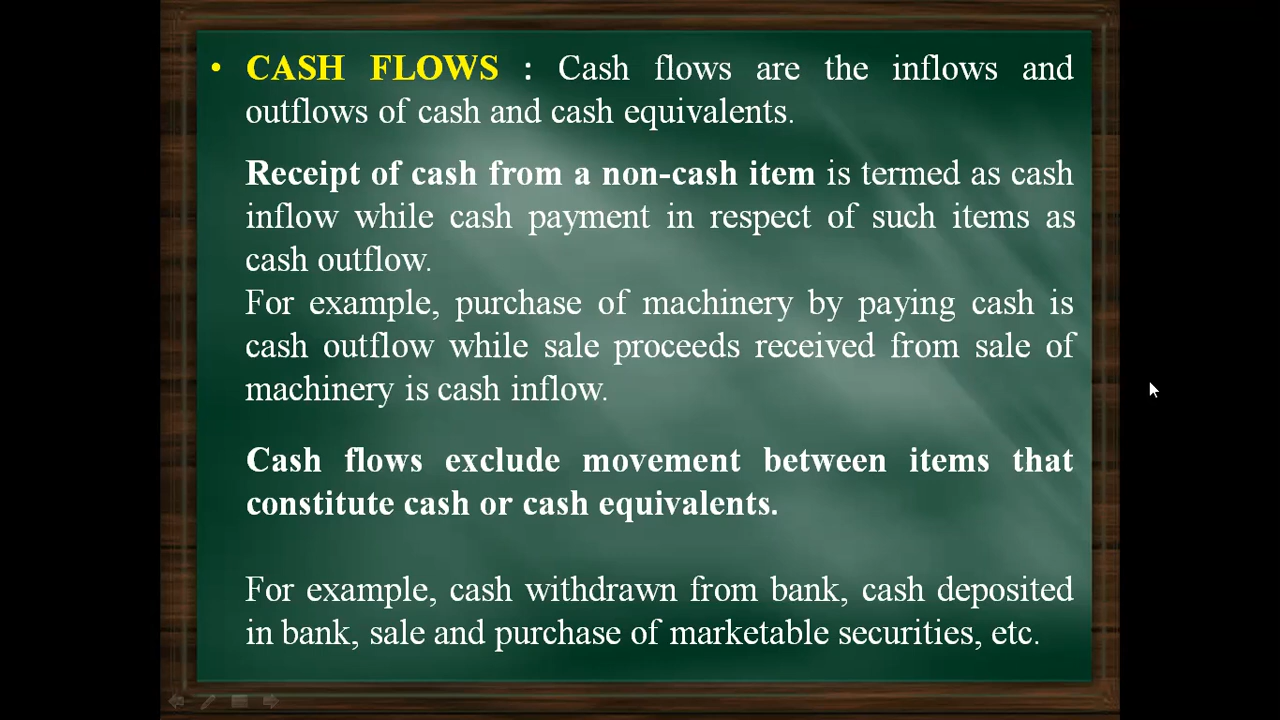 • CASH FLOWS : Cash flows are the inflows and
outflows of cash and cash equivalents.
Receipt of cash from a non-cash item is termed as cash
inflow while cash payment in respect of such items as
cash outflow.
For example, purchase of machinery by paying cash is
cash outflow while sale proceeds received from sale of
machinery is cash inflow.
Cash flows exclude movement between items that
constitute cash or cash equivalents.
For example, cash withdrawn from bank, cash deposited
in bank, sale and purchase of marketable securities, etc.